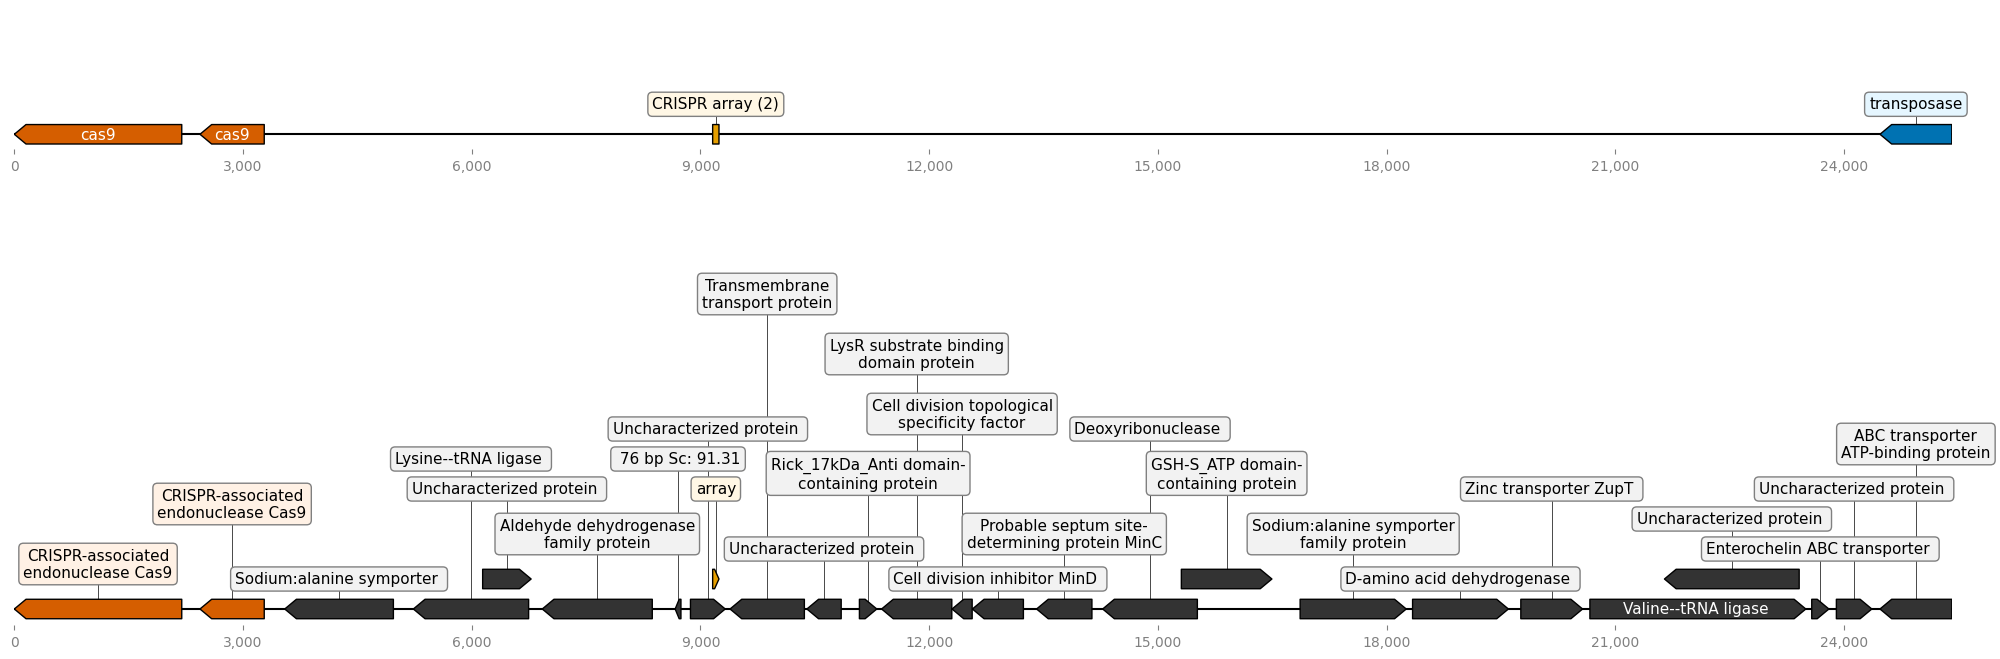 CRISPR array (2)
transposase
cas9
cas9
0
3,000
6,000
9,000
12,000
15,000
18,000
21,000
24,000
Transmembrane
transport protein
LysR substrate binding
domain protein
Cell division topological
specificity factor
Uncharacterized protein
Deoxyribonuclease
ABC transporter
ATP-binding protein
Lysine--tRNA ligase
76 bp Sc: 91.31
Rick_17kDa_Anti domain-
containing protein
GSH-S_ATP domain-
containing protein
CRISPR-associated
endonuclease Cas9
Uncharacterized protein
array
Zinc transporter ZupT
Uncharacterized protein
Aldehyde dehydrogenase
family protein
Probable septum site-
determining protein MinC
Sodium:alanine symporter
family protein
Uncharacterized protein
CRISPR-associated
endonuclease Cas9
Uncharacterized protein
Enterochelin ABC transporter
Sodium:alanine symporter
Cell division inhibitor MinD
D-amino acid dehydrogenase
Valine--tRNA ligase
0
3,000
6,000
9,000
12,000
15,000
18,000
21,000
24,000